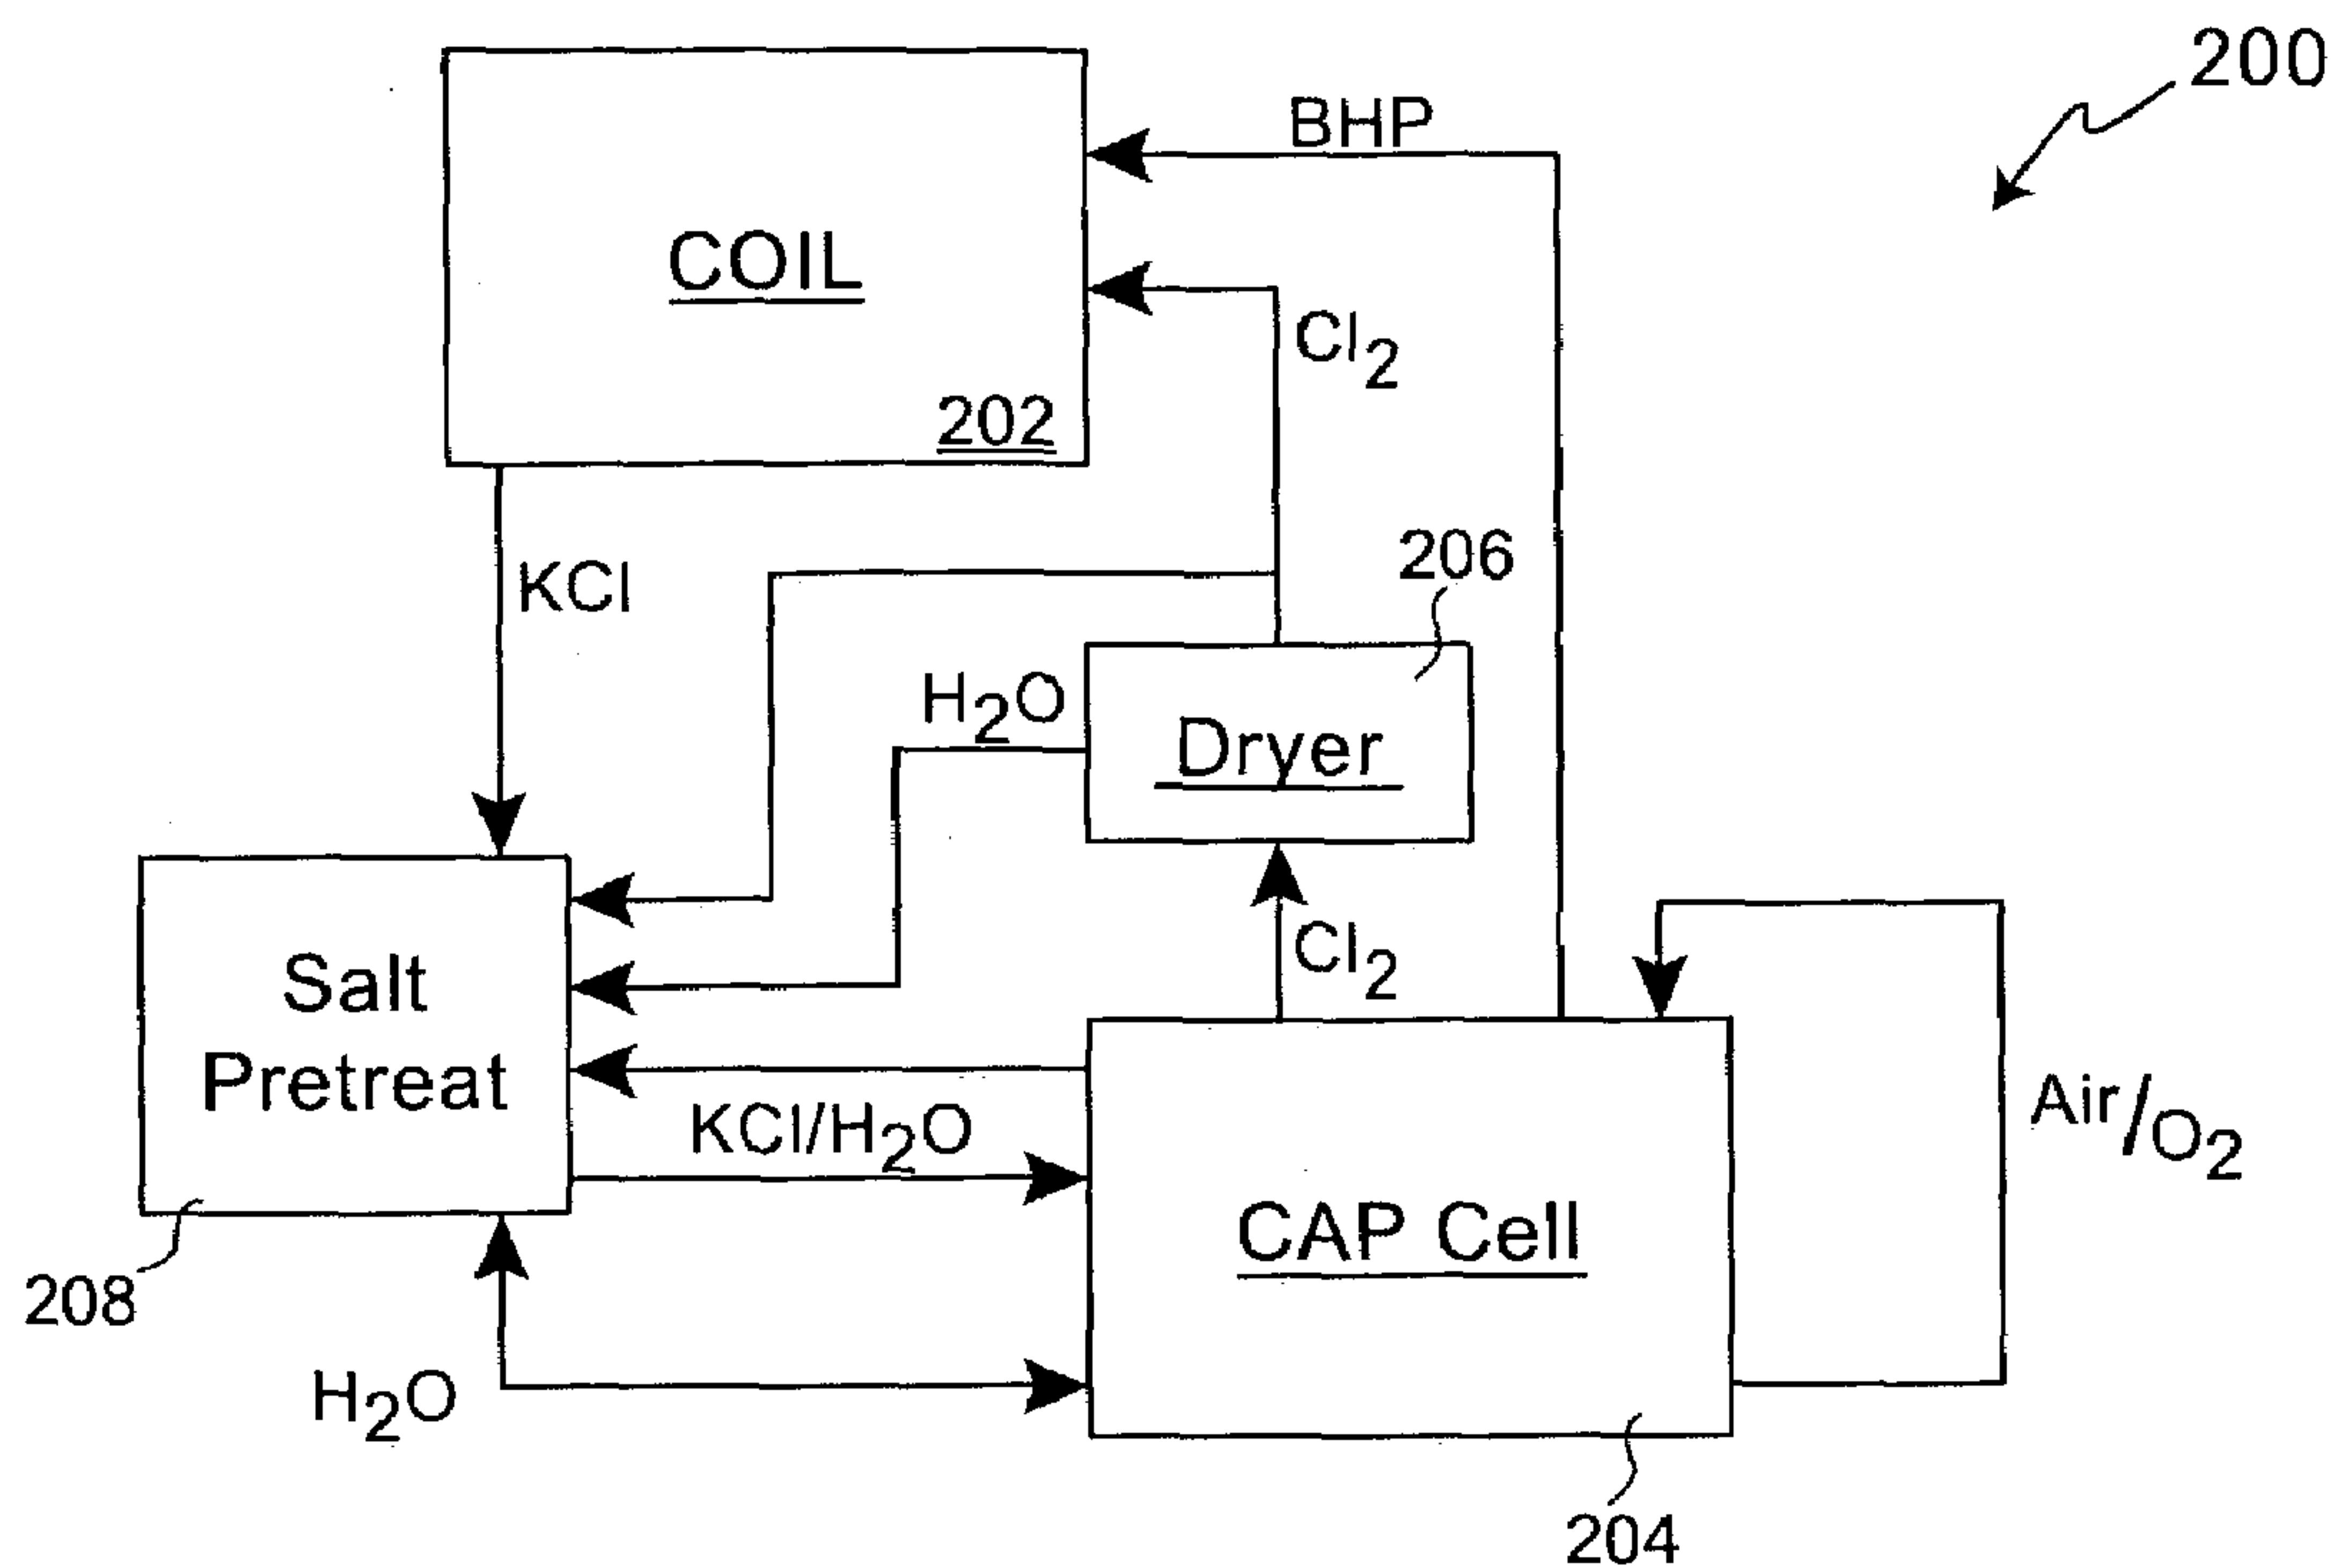 200
BHP
COIL
Cl2
202
206
KCl
H2O
Dryer
Cl2
Salt
Pretreat
Air/O2
KCl/H2O
CAP Cell
208
H2O
204